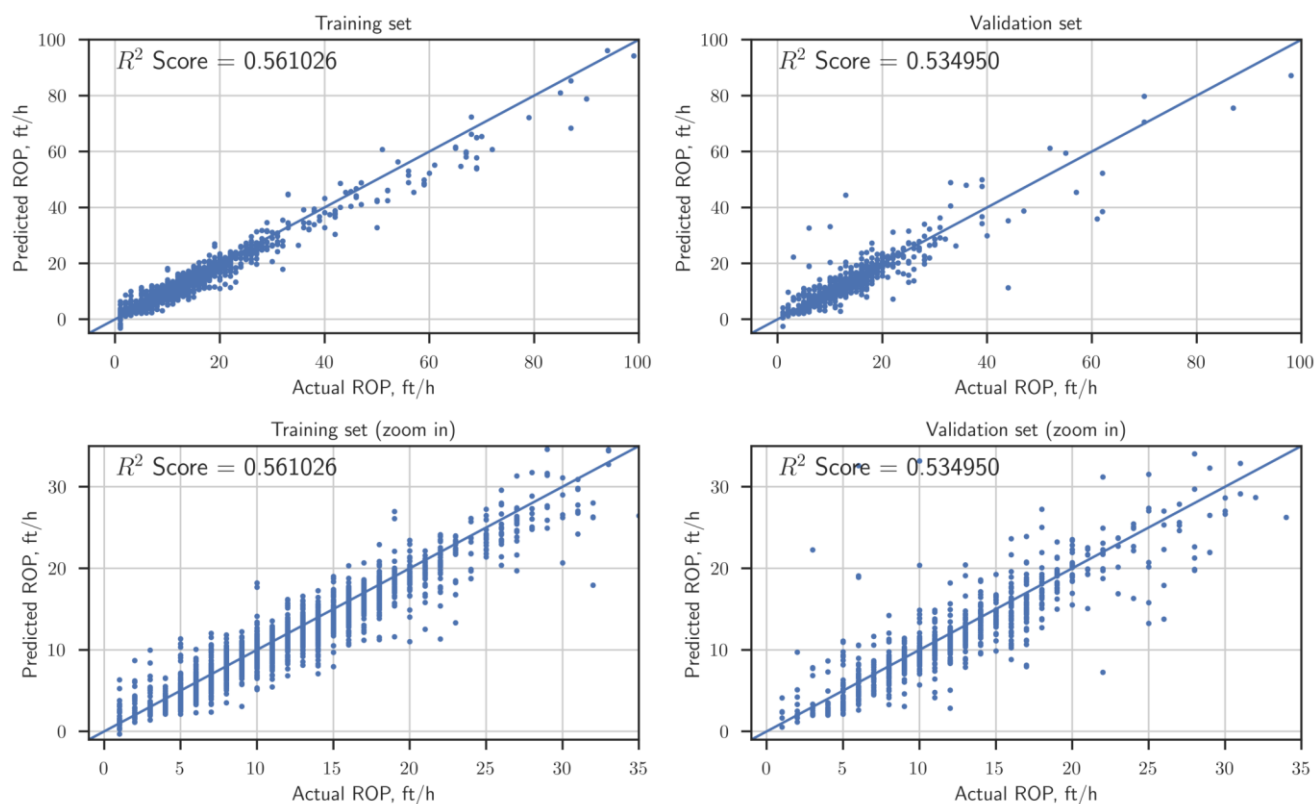 Training set
R² Score = 0.561026
100
80
60
40
20
0
Predicted ROP, ft/h
0 20 40 60 80 100
Actual ROP, ft/h
Validation set
R² Score = 0.534950
100
80
60
40
20
0
Predicted ROP, ft/h
0 20 40 60 80 100
Actual ROP, ft/h
Training set (zoom in)
R² Score = 0.561026
30
20
10
0
Predicted ROP, ft/h
0 5 10 15 20 25 30 35
Actual ROP, ft/h
Validation set (zoom in)
R² Score = 0.534950
30
20
10
0
Predicted ROP, ft/h
0 5 10 15 20 25 30 35
Actual ROP, ft/h